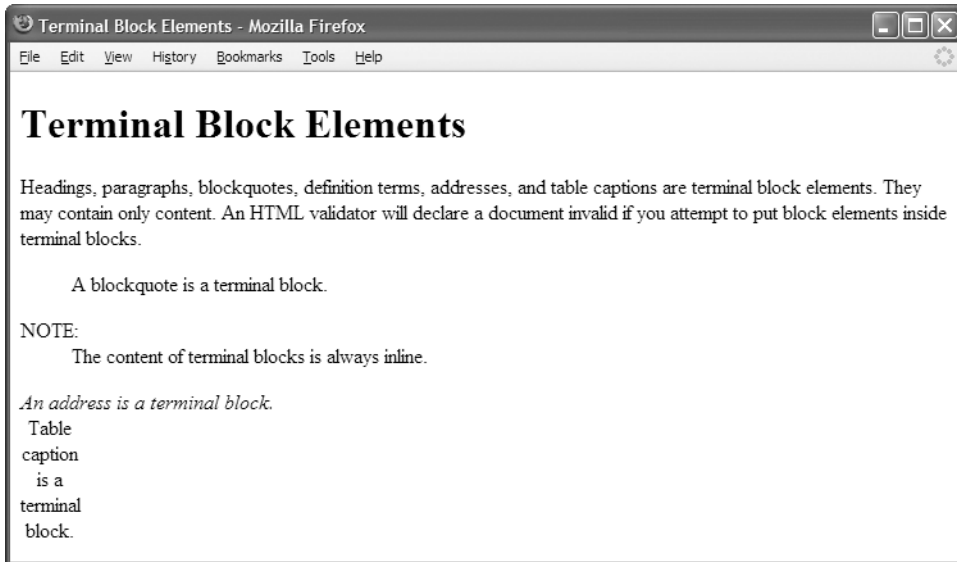 Terminal Block Elements - Mozilla Firefox
File Edit View History Bookmarks Tools Help
Terminal Block Elements
Headings, paragraphs, blockquotes, definition terms, addresses, and table captions are terminal block elements. They
may contain only content. An HTML validator will declare a document invalid if you attempt to put block elements inside
terminal blocks.
A blockquote is a terminal block.
NOTE:
The content of terminal blocks is always inline.
An address is a terminal block.
Table
caption
is a
terminal
block.